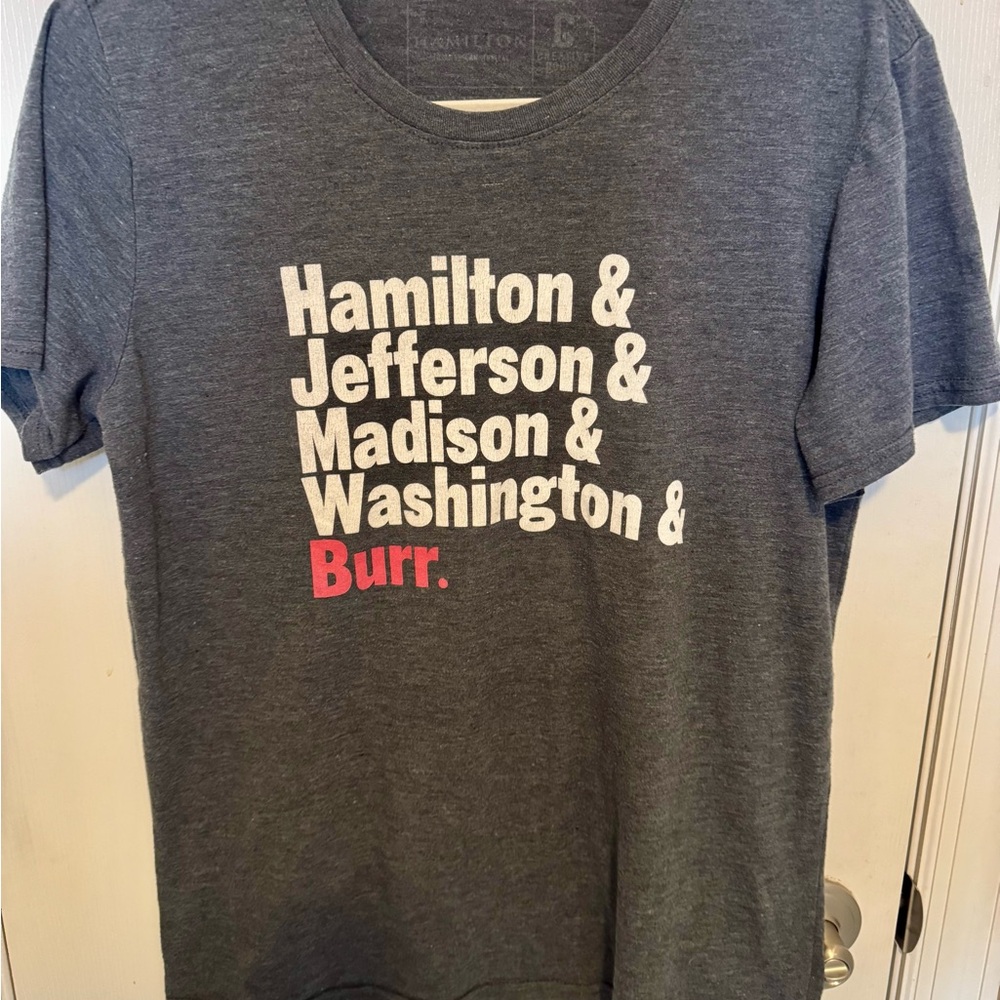 HAMILTON
Hamilton &
Jefferson &
Madison &
Washington &
Burr.